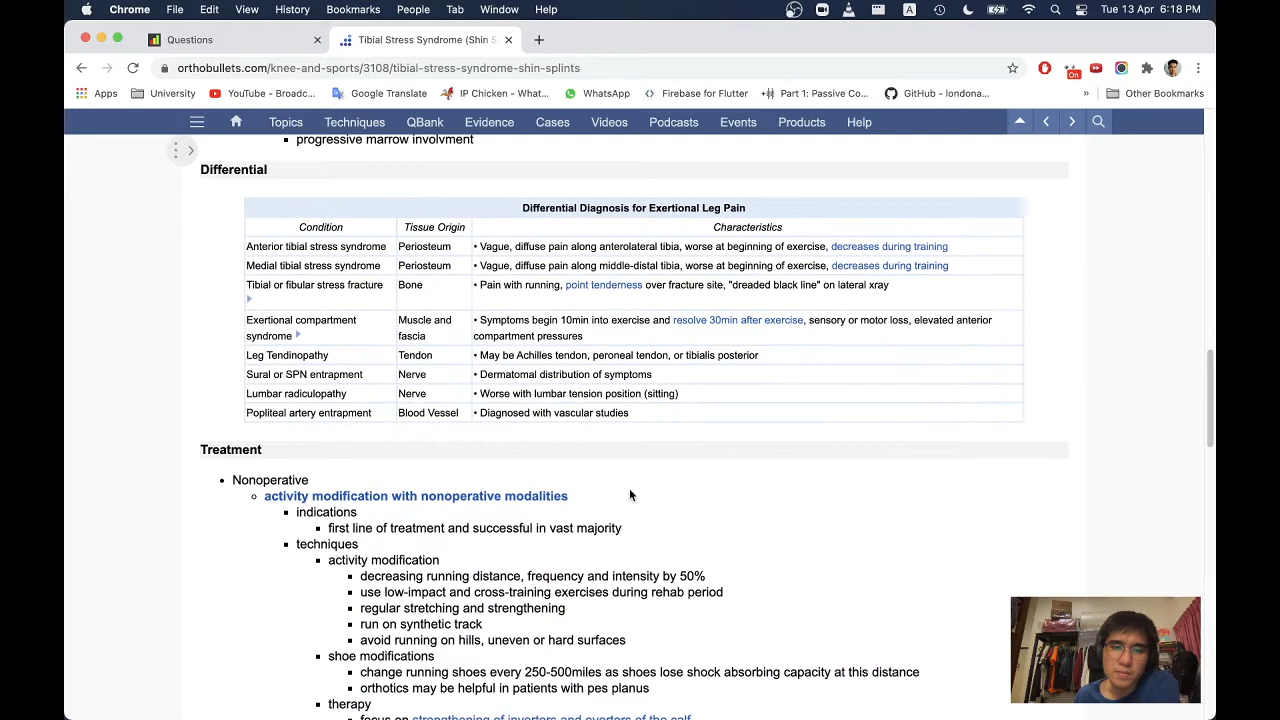 Chrome File Edit View History Bookmarks People Tab Window Help A Tue 13 Apr 6:18 PM
Questions × Tibial Stress Syndrome (Shin S × +
orthobullets.com/knee-and-sports/3108/tibial-stress-syndrome-shin-splints On
Apps University YouTube – Broadc... Google Translate IP Chicken - What... WhatsApp Firebase for Flutter Part 1: Passive Co... GitHub - londona... » Other Bookmarks
Topics Techniques QBank Evidence Cases Videos Podcasts Events Products Help
▪ progressive marrow involvment
Differential
Differential Diagnosis for Exertional Leg Pain
Condition Tissue Origin Characteristics
Anterior tibial stress syndrome Periosteum • Vague, diffuse pain along anterolateral tibia, worse at beginning of exercise, decreases during training
Medial tibial stress syndrome Periosteum • Vague, diffuse pain along middle-distal tibia, worse at beginning of exercise, decreases during training
Tibial or fibular stress fracture Bone • Pain with running, point tenderness over fracture site, "dreaded black line" on lateral xray
Exertional compartment Muscle and • Symptoms begin 10min into exercise and resolve 30min after exercise, sensory or motor loss, elevated anterior
syndrome fascia compartment pressures
Leg Tendinopathy Tendon • May be Achilles tendon, peroneal tendon, or tibialis posterior
Sural or SPN entrapment Nerve • Dermatomal distribution of symptoms
Lumbar radiculopathy Nerve • Worse with lumbar tension position (sitting)
Popliteal artery entrapment Blood Vessel • Diagnosed with vascular studies
Treatment
• Nonoperative
○ activity modification with nonoperative modalities
▪ indications
▪ first line of treatment and successful in vast majority
▪ techniques
▪ activity modification
▪ decreasing running distance, frequency and intensity by 50%
▪ use low-impact and cross-training exercises during rehab period
▪ regular stretching and strengthening
▪ run on synthetic track
▪ avoid running on hills, uneven or hard surfaces
▪ shoe modifications
▪ change running shoes every 250-500miles as shoes lose shock absorbing capacity at this distance
▪ orthotics may be helpful in patients with pes planus
▪ therapy
▪ focus on strengthening of invertors and evertors of the calf